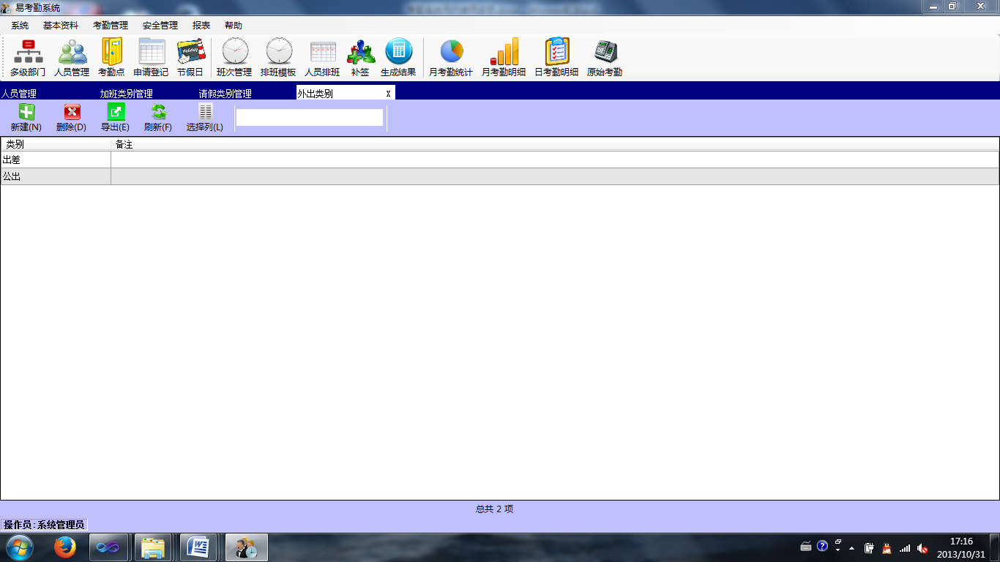 易考勤系统
系统 基本资料 考勤管理 安全管理 报表 帮助
Holiday
多级部门 人员管理 考勤点 申请登记 节假日 班次管理 排班模板 人员排班 补签 生成结果 月考勤统计 月考勤明细 日考勤明细 原始考勤
人员管理 加班类别管理 请假类别管理 外出类别 X
新建(N) 删除(D) 导出(E) 刷新(F) 选择列(L)
类别 备注
出差
公出
总共 2 项
操作员:系统管理员
17:16
2013/10/31